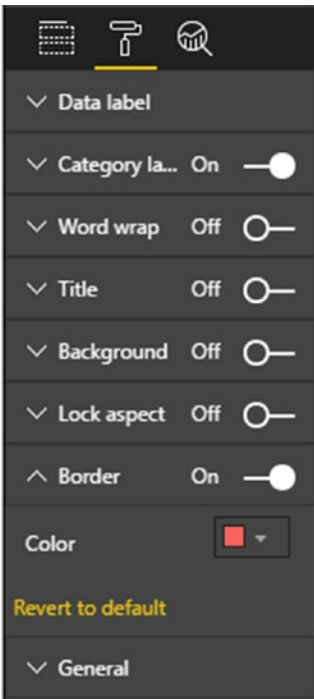 Data label
Category la... On
Word wrap Off
Title Off
Background Off
Lock aspect Off
Border On
Color
Revert to default
General